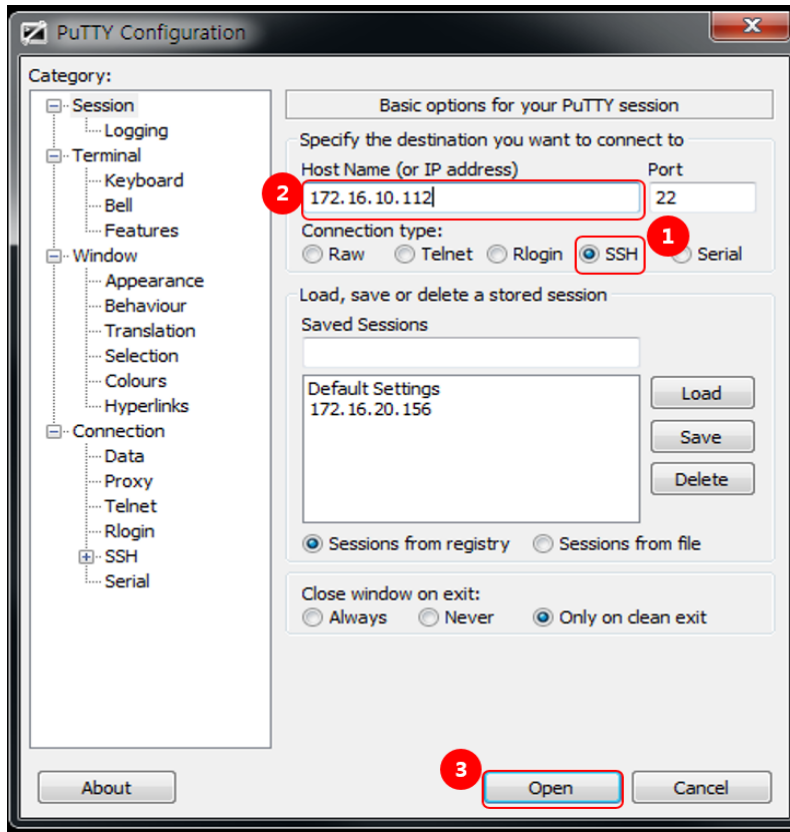 PuTTY Configuration
Category:
Session
Logging
Terminal
Keyboard
Bell
Features
Window
Appearance
Behaviour
Translation
Selection
Colours
Hyperlinks
Connection
Data
Proxy
Telnet
Rlogin
SSH
Serial
Basic options for your PuTTY session
Specify the destination you want to connect to
Host Name (or IP address) Port
2 172.16.10.112 22
Connection type: 1
Raw Telnet Rlogin SSH Serial
Load, save or delete a stored session
Saved Sessions
Default Settings
172.16.20.156
Load
Save
Delete
Sessions from registry Sessions from file
Close window on exit:
Always Never Only on clean exit
3
About Open Cancel